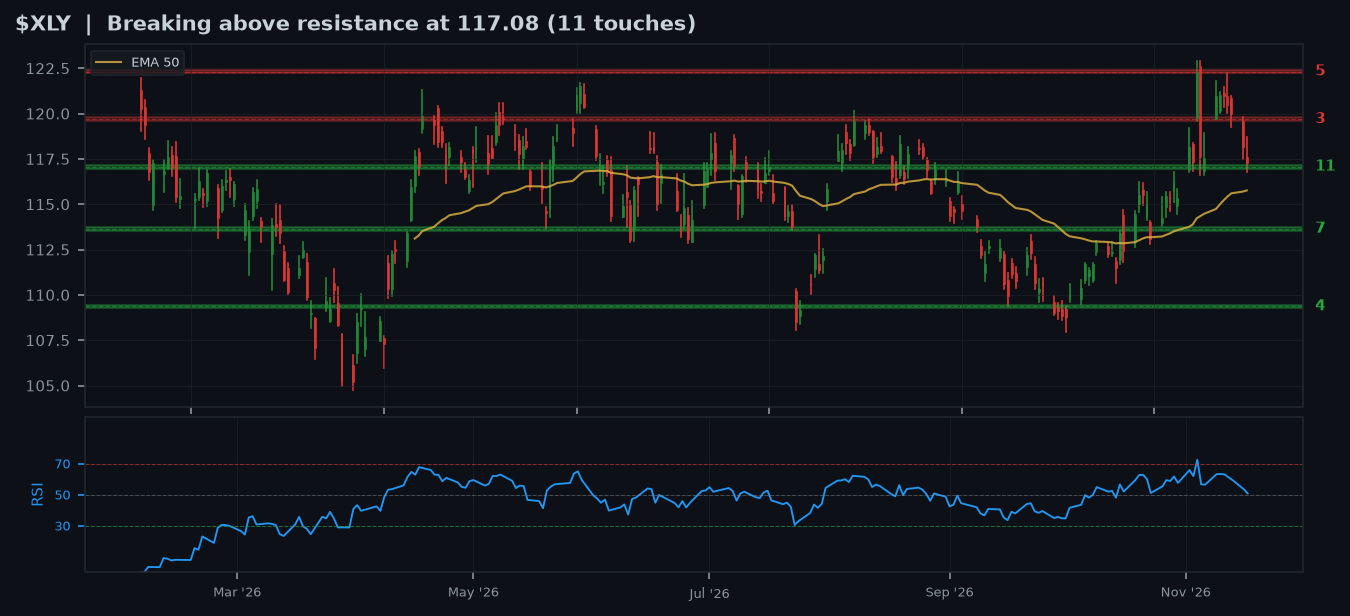 $XLY | Breaking above resistance at 117.08 (11 touches)
EMA 50
122.5
120.0
117.5
115.0
112.5
110.0
107.5
105.0
5
3
11
7
4
RSI
70
50
30
Mar '26
May '26
Jul '26
Sep '26
Nov '26